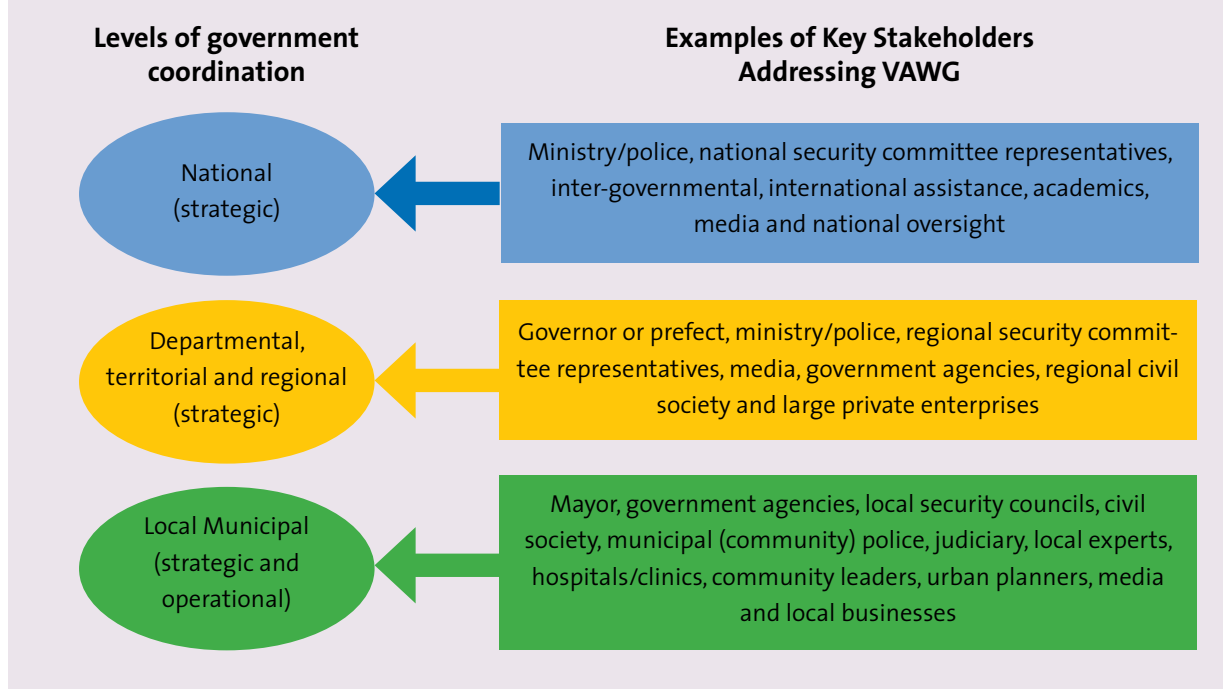 Levels of government
coordination
Examples of Key Stakeholders
Addressing VAWG
National
(strategic)
Ministry/police, national security committee representatives,
inter-governmental, international assistance, academics,
media and national oversight
Departmental,
territorial and regional
(strategic)
Governor or prefect, ministry/police, regional security commit-
tee representatives, media, government agencies, regional civil
society and large private enterprises
Local Municipal
(strategic and
operational)
Mayor, government agencies, local security councils, civil
society, municipal (community) police, judiciary, local experts,
hospitals/clinics, community leaders, urban planners, media
and local businesses